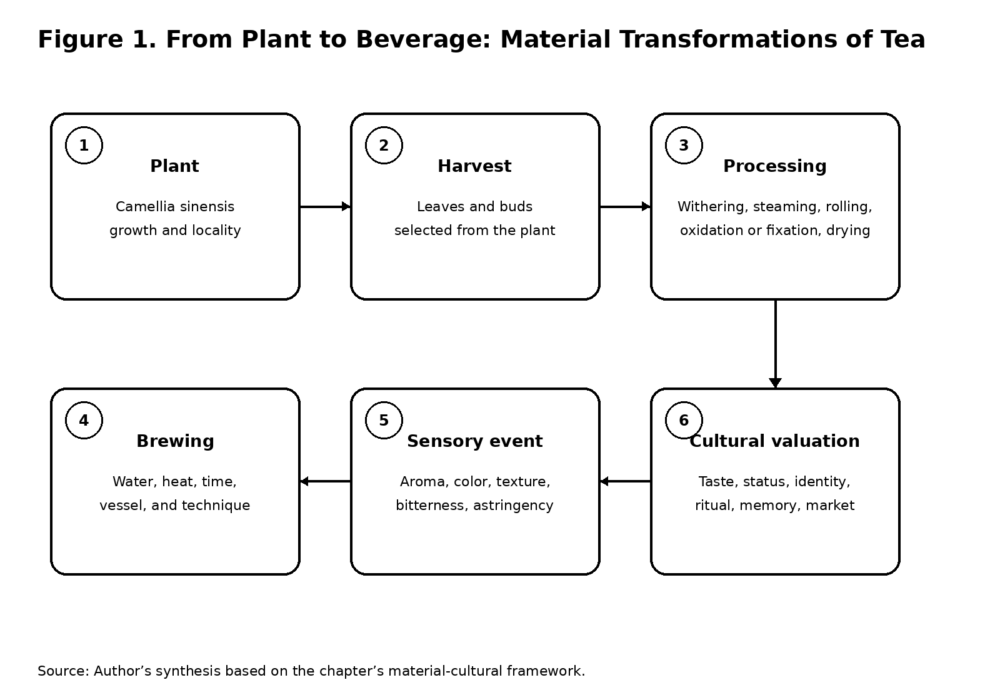 Figure 1. From Plant to Beverage: Material Transformations of Tea
1
Plant
Camellia sinensis
growth and locality
2
Harvest
Leaves and buds
selected from the plant
3
Processing
Withering, steaming, rolling,
oxidation or fixation, drying
4
Brewing
Water, heat, time,
vessel, and technique
5
Sensory event
Aroma, color, texture,
bitterness, astringency
6
Cultural valuation
Taste, status, identity,
ritual, memory, market
Source: Author’s synthesis based on the chapter’s material-cultural framework.